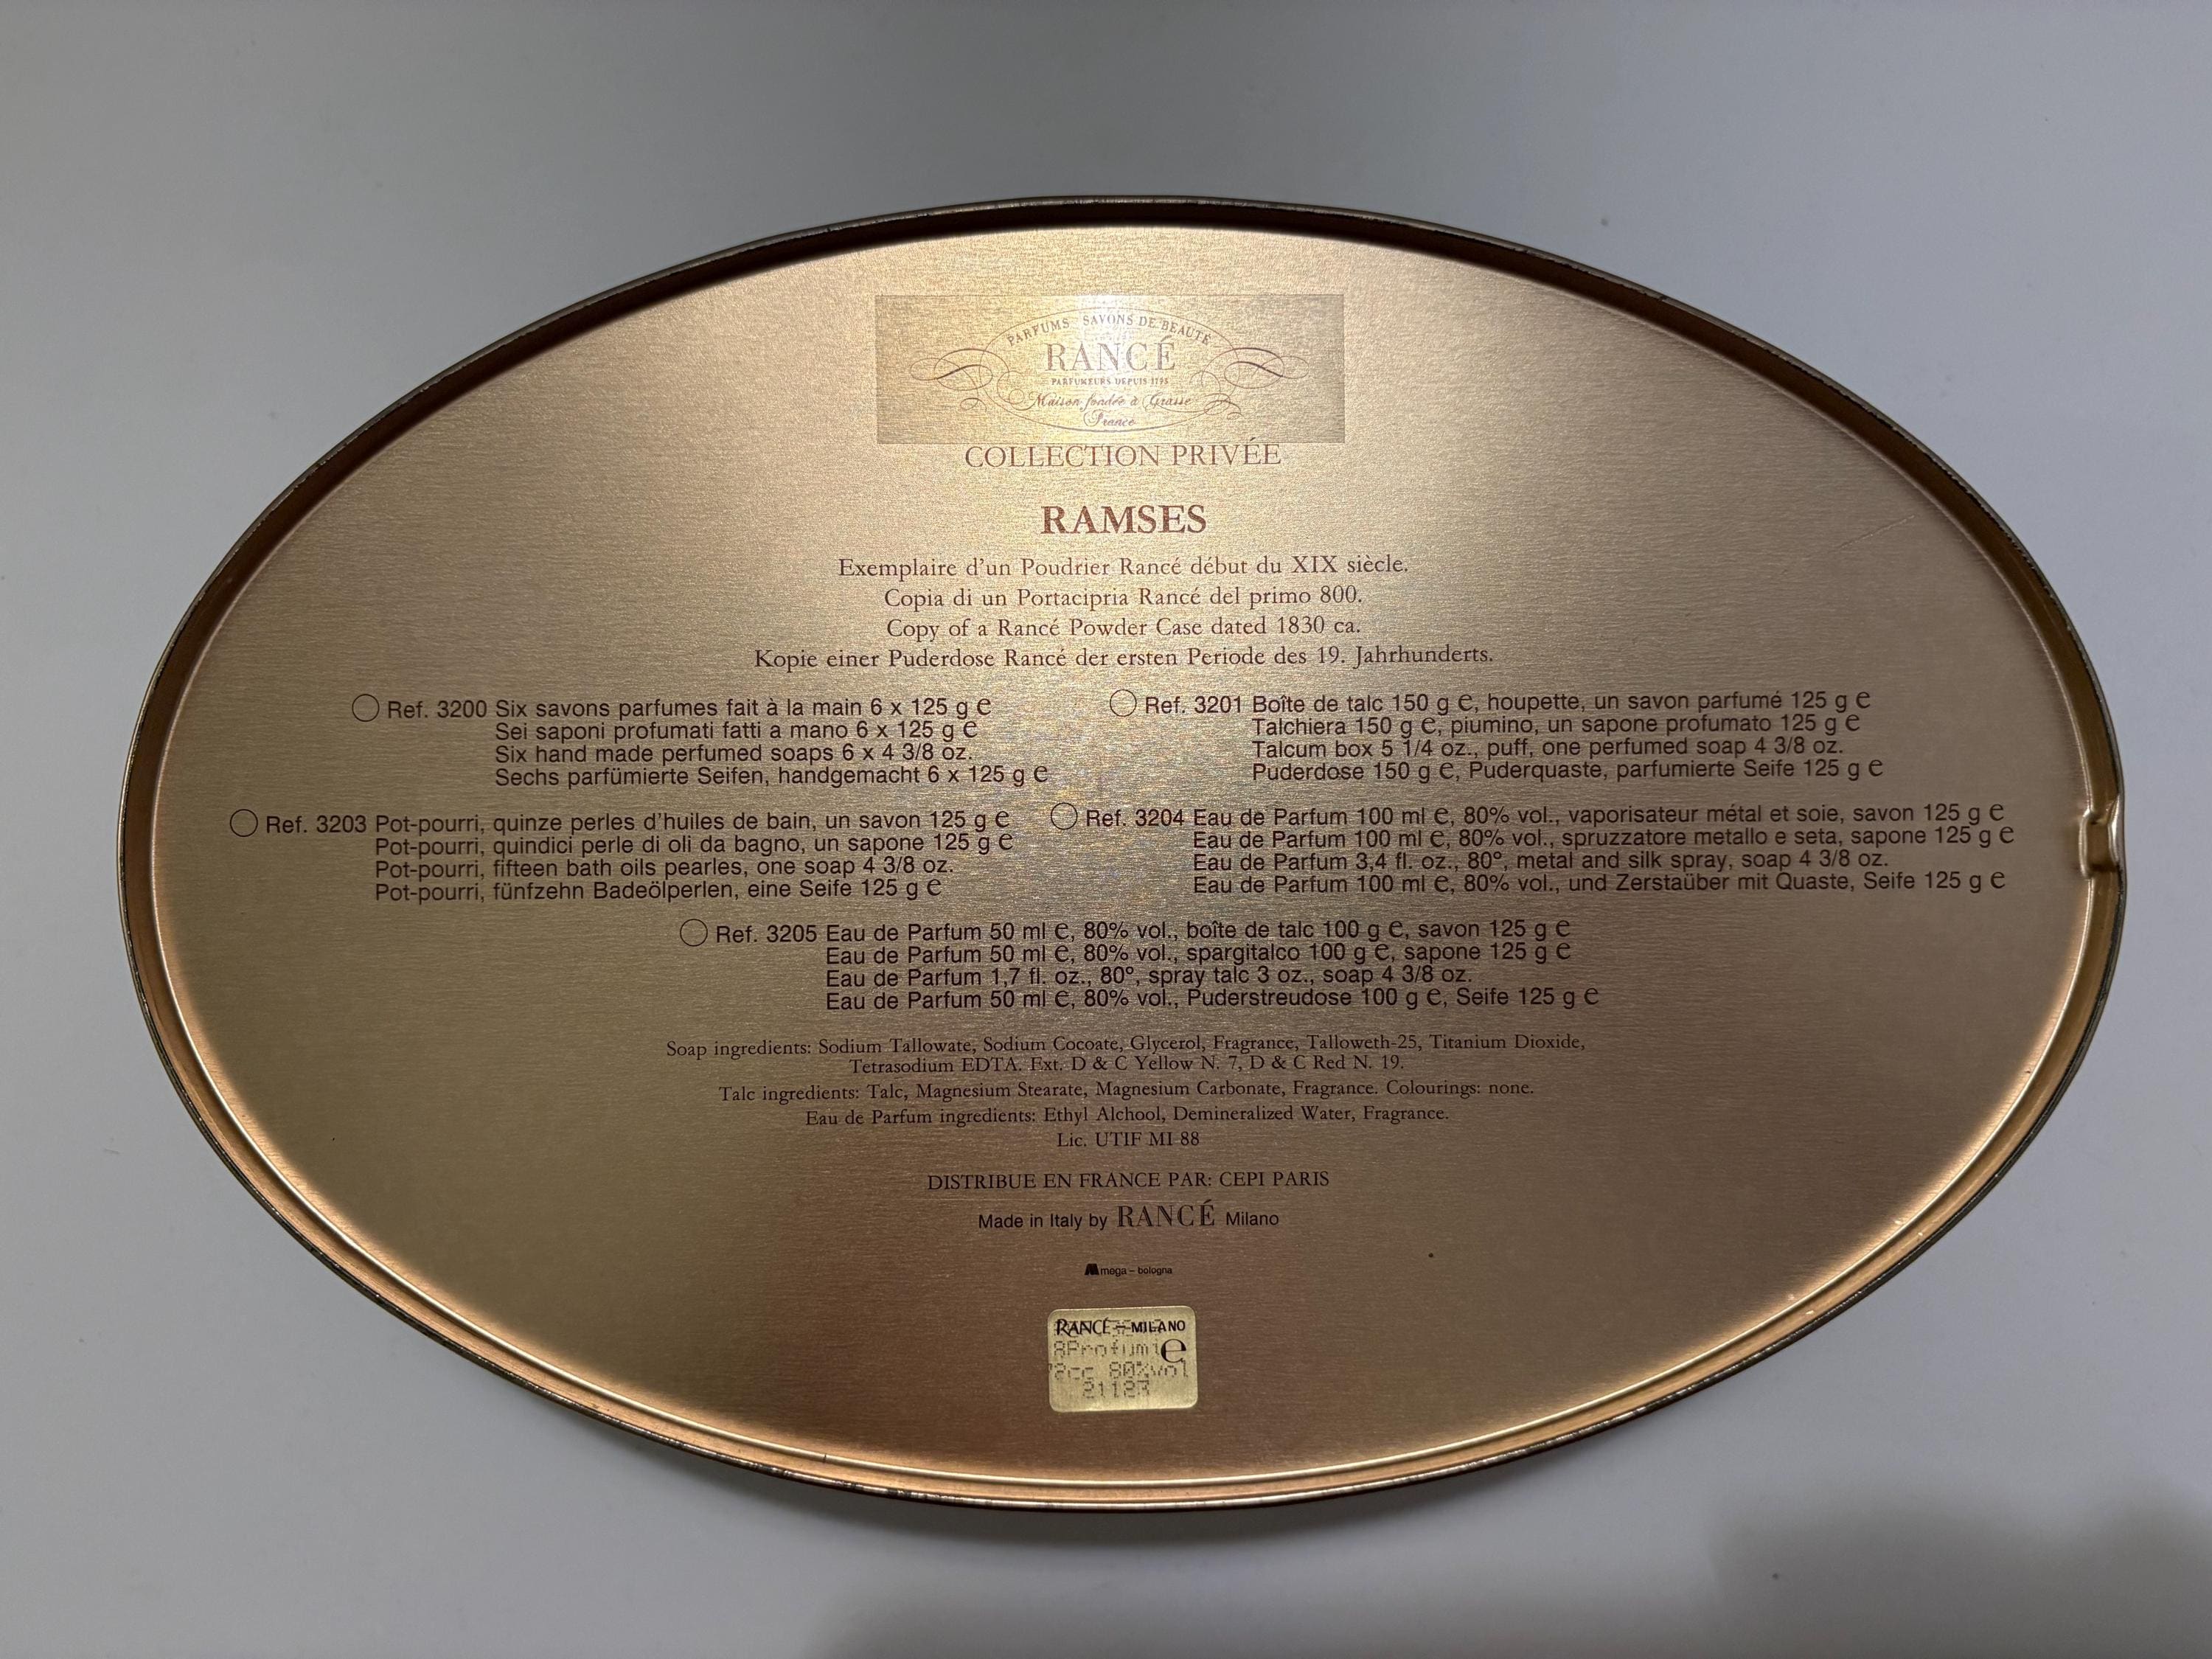 PARFUMS SAVONS DE BEAUTÉ
RANCÉ
PARFUMEURS DEPUIS 1795
Maison fondée à Grasse
France
COLLECTION PRIVÉE
RAMSES
Exemplaire d'un Poudrier Rancé début du XIX siècle.
Copia di un Portacipria Rancé del primo 800.
Copy of a Rancé Powder Case dated 1830 ca.
Kopie einer Puderdose Rancé der ersten Periode des 19. Jahrhunderts.
Ref. 3200 Six savons parfumes fait à la main 6 x 125 g e
Sei saponi profumati fatti a mano 6 x 125 g e
Six hand made perfumed soaps 6 x 4 3/8 oz.
Sechs parfümierte Seifen, handgemacht 6 x 125 g e
Ref. 3201 Boîte de talc 150 g e, houpette, un savon parfumé 125 g e
Talchiera 150 g e, piumino, un sapone profumato 125 g e
Talcum box 5 1/4 oz., puff, one perfumed soap 4 3/8 oz.
Puderdose 150 g e, Puderquaste, parfumierte Seife 125 g e
Ref. 3203 Pot-pourri, quinze perles d'huiles de bain, un savon 125 g e
Pot-pourri, quindici perle di oli da bagno, un sapone 125 g e
Pot-pourri, fifteen bath oils pearles, one soap 4 3/8 oz.
Pot-pourri, fünfzehn Badeölperlen, eine Seife 125 g e
Ref. 3204 Eau de Parfum 100 ml e, 80% vol., vaporisateur métal et soie, savon 125 g e
Eau de Parfum 100 ml e, 80% vol., spruzzatore metallo e seta, sapone 125 g e
Eau de Parfum 3,4 fl. oz., 80°, metal and silk spray, soap 4 3/8 oz.
Eau de Parfum 100 ml e, 80% vol., und Zerstaüber mit Quaste, Seife 125 g e
Ref. 3205 Eau de Parfum 50 ml e, 80% vol., boîte de talc 100 g e, savon 125 g e
Eau de Parfum 50 ml e, 80% vol., spargitalco 100 g e, sapone 125 g e
Eau de Parfum 1,7 fl. oz., 80°, spray talc 3 oz., soap 4 3/8 oz.
Eau de Parfum 50 ml e, 80% vol., Puderstreudose 100 g e, Seife 125 g e
Soap ingredients: Sodium Tallowate, Sodium Cocoate, Glycerol, Fragrance, Talloweth-25, Titanium Dioxide,
Tetrasodium EDTA. Ext. D & C Yellow N. 7, D & C Red N. 19.
Talc ingredients: Talc, Magnesium Stearate, Magnesium Carbonate, Fragrance. Colourings: none.
Eau de Parfum ingredients: Ethyl Alchool, Demineralized Water, Fragrance.
Lic. UTIF MI 88
DISTRIBUE EN FRANCE PAR: CEPI PARIS
Made in Italy by RANCÉ Milano
mega - bologna
RANCÉ - MILANO
8Profumi e
80%vol